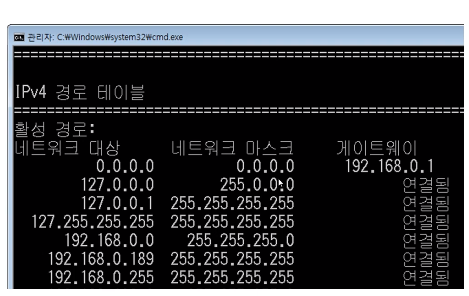 관리자: C:₩Windows₩system32₩cmd.exe
===========================================================
IPv4 경로 테이블
===========================================================
활성 경로:
네트워크 대상 네트워크 마스크 게이트웨이
0.0.0.0 0.0.0.0 192.168.0.1
127.0.0.0 255.0.0.0 연결됨
127.0.0.1 255.255.255.255 연결됨
127.255.255.255 255.255.255.255 연결됨
192.168.0.0 255.255.255.0 연결됨
192.168.0.189 255.255.255.255 연결됨
192.168.0.255 255.255.255.255 연결됨